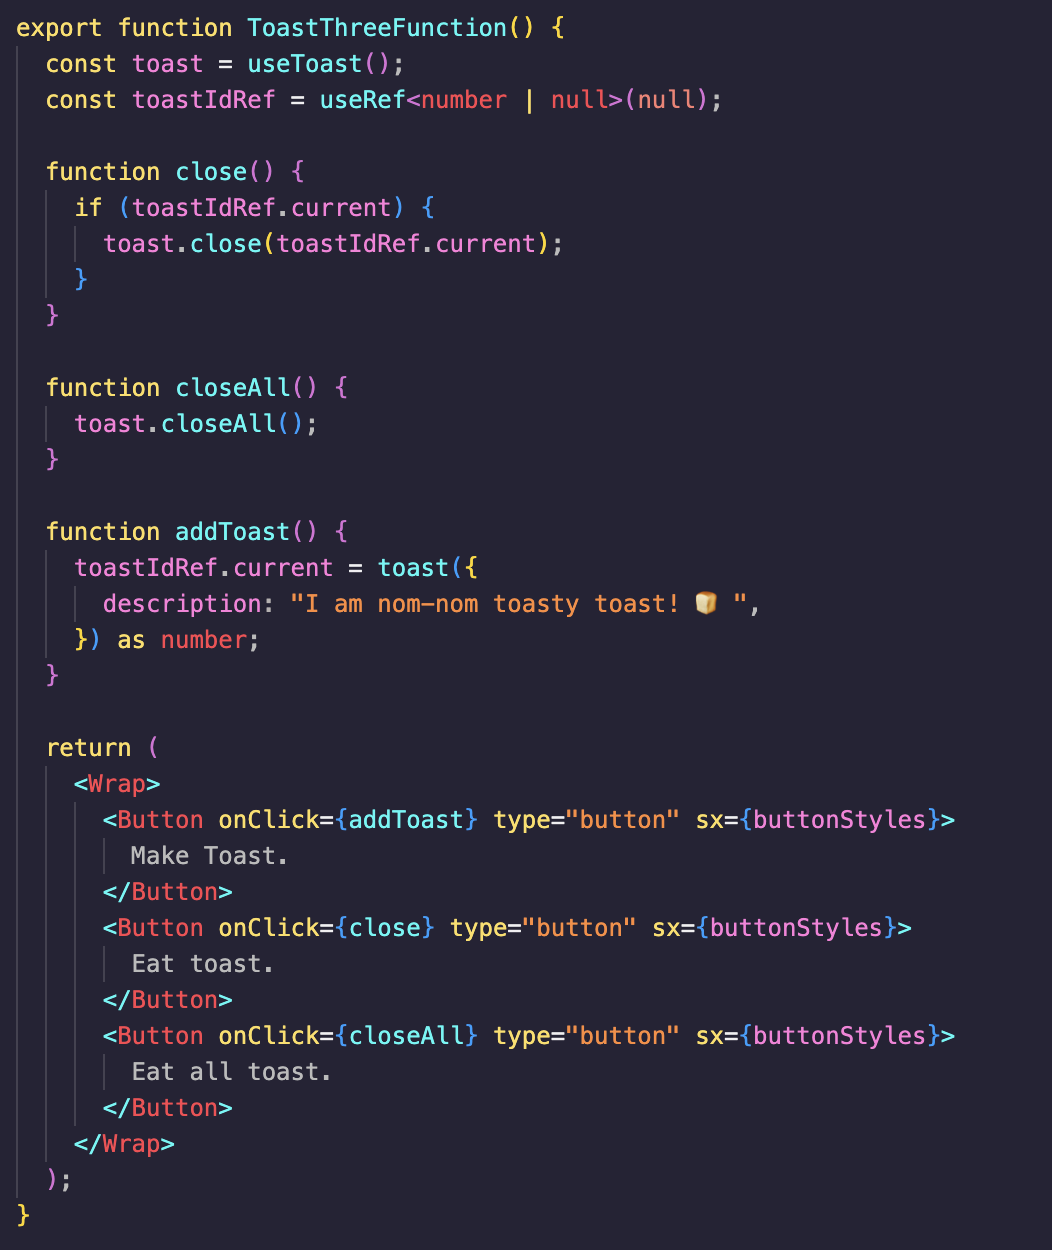 export function ToastThreeFunction() {
  const toast = useToast();
  const toastIdRef = useRef<number | null>(null);

  function close() {
    if (toastIdRef.current) {
      toast.close(toastIdRef.current);
    }
  }

  function closeAll() {
    toast.closeAll();
  }

  function addToast() {
    toastIdRef.current = toast({
      description: "I am nom-nom toasty toast! 🍞 ",
    }) as number;
  }

  return (
    <Wrap>
      <Button onClick={addToast} type="button" sx={buttonStyles}>
        Make Toast.
      </Button>
      <Button onClick={close} type="button" sx={buttonStyles}>
        Eat toast.
      </Button>
      <Button onClick={closeAll} type="button" sx={buttonStyles}>
        Eat all toast.
      </Button>
    </Wrap>
  );
}